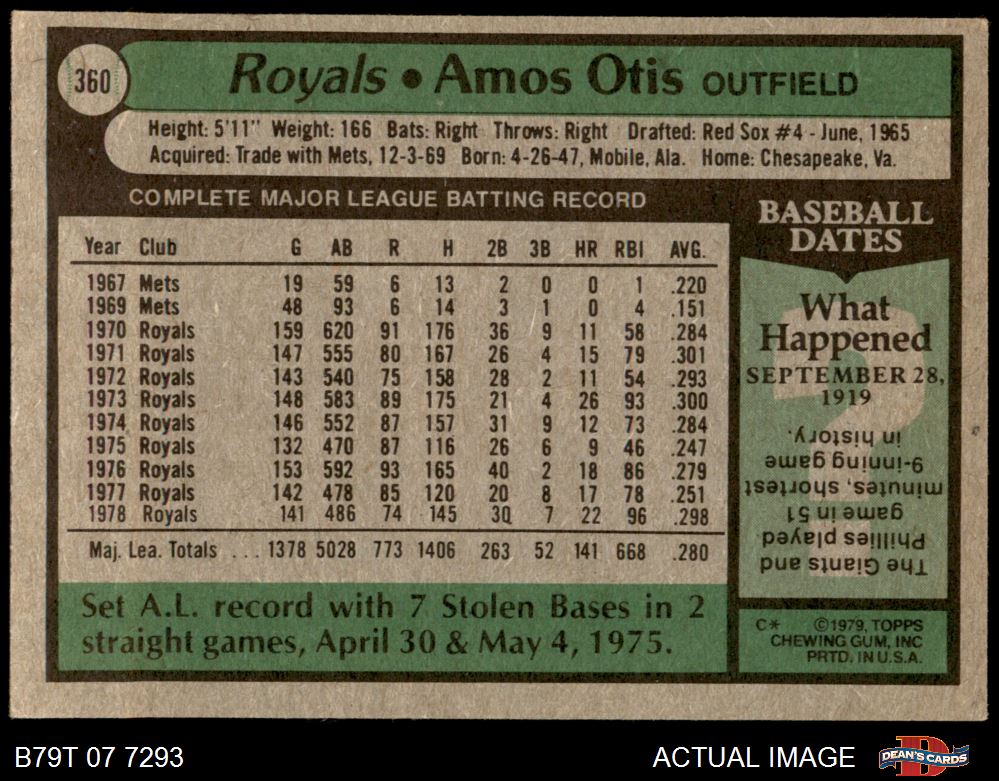 360
Royals • Amos Otis OUTFIELD
Height: 5'11" Weight: 166 Bats: Right Throws: Right Drafted: Red Sox #4 - June, 1965
Acquired: Trade with Mets, 12-3-69 Born: 4-26-47, Mobile, Ala. Home: Chesapeake, Va.
COMPLETE MAJOR LEAGUE BATTING RECORD
Year Club G AB R H 2B 3B HR RBI AVG.
1967 Mets 19 59 6 13 2 0 0 1 .220
1969 Mets 48 93 6 14 3 1 0 4 .151
1970 Royals 159 620 91 176 36 9 11 58 .284
1971 Royals 147 555 80 167 26 4 15 79 .301
1972 Royals 143 540 75 158 28 2 11 54 .293
1973 Royals 148 583 89 175 21 4 26 93 .300
1974 Royals 146 552 87 157 31 9 12 73 .284
1975 Royals 132 470 87 116 26 6 9 46 .247
1976 Royals 153 592 93 165 40 2 18 86 .279
1977 Royals 142 478 85 120 20 8 17 78 .251
1978 Royals 141 486 74 145 30 7 22 96 .298
Maj. Lea. Totals ... 1378 5028 773 1406 263 52 141 668 .280
Set A.L. record with 7 Stolen Bases in 2
straight games, April 30 & May 4, 1975.
BASEBALL
DATES
What
Happened
SEPTEMBER 28,
1919
The Giants and
Phillies played
game in 51
minutes, shortest
9-inning game
in history.
C* ©1979, TOPPS
CHEWING GUM, INC
PRTD. IN U.S.A.
B79T 07 7293
ACTUAL IMAGE
DEAN'S CARDS